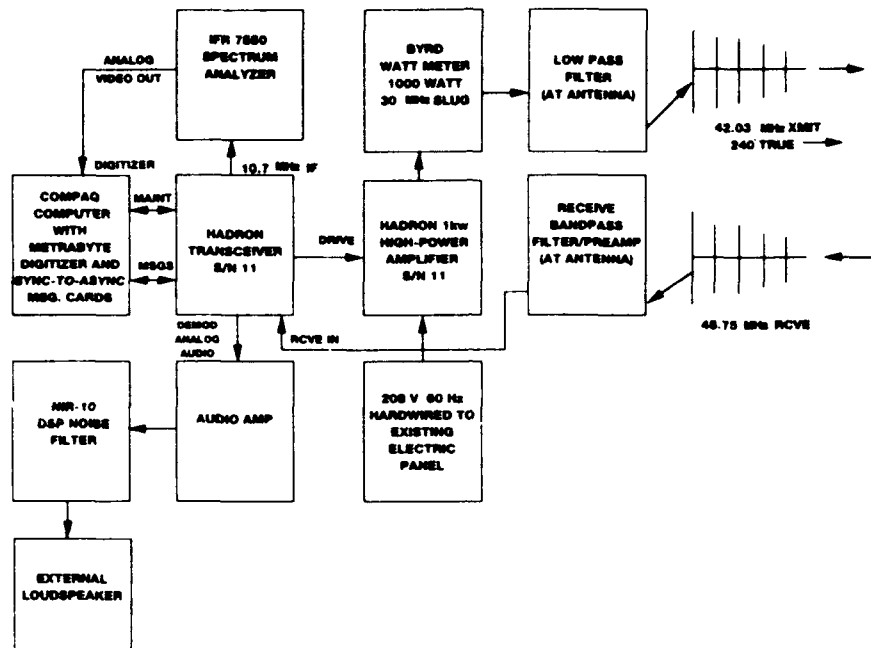 IFR 7550
SPECTRUM
ANALYZER
ANALOG
VIDEO OUT
BYRD
WATT METER
1000 WATT
30 MHz SLUG
LOW PASS
FILTER
(AT ANTENNA)
42.03 MHz XMIT
240 TRUE
DIGITIZER
10.7 MHz IF
COMPAQ
COMPUTER
WITH
METRABYTE
DIGITIZER AND
SYNC-TO-ASYNC
MSG. CARDS
MAINT
MSGS
HADRON
TRANSCEIVER
S/N 11
DRIVE
HADRON 1kw
HIGH-POWER
AMPLIFIER
S/N 11
RECEIVE
BANDPASS
FILTER/PREAMP
(AT ANTENNA)
46.75 MHz RCVE
DEMOD
ANALOG
AUDIO
RCVE IN
NIR-10
DSP NOISE
FILTER
AUDIO AMP
208 V 60 Hz
HARDWIRED TO
EXISTING
ELECTRIC
PANEL
EXTERNAL
LOUDSPEAKER